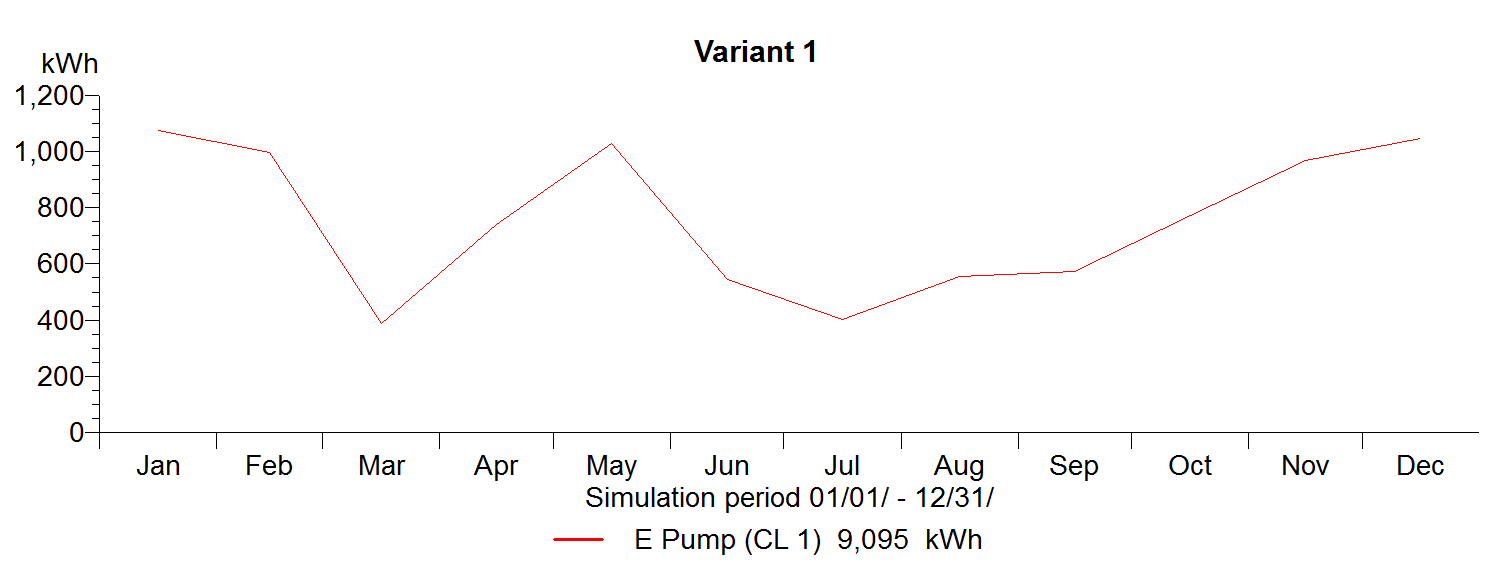 Variant 1
kWh
1,200
1,000
800
600
400
200
0
Jan Feb Mar Apr May Jun Jul Aug Sep Oct Nov Dec
Simulation period 01/01/ - 12/31/
E Pump (CL 1) 9,095 kWh